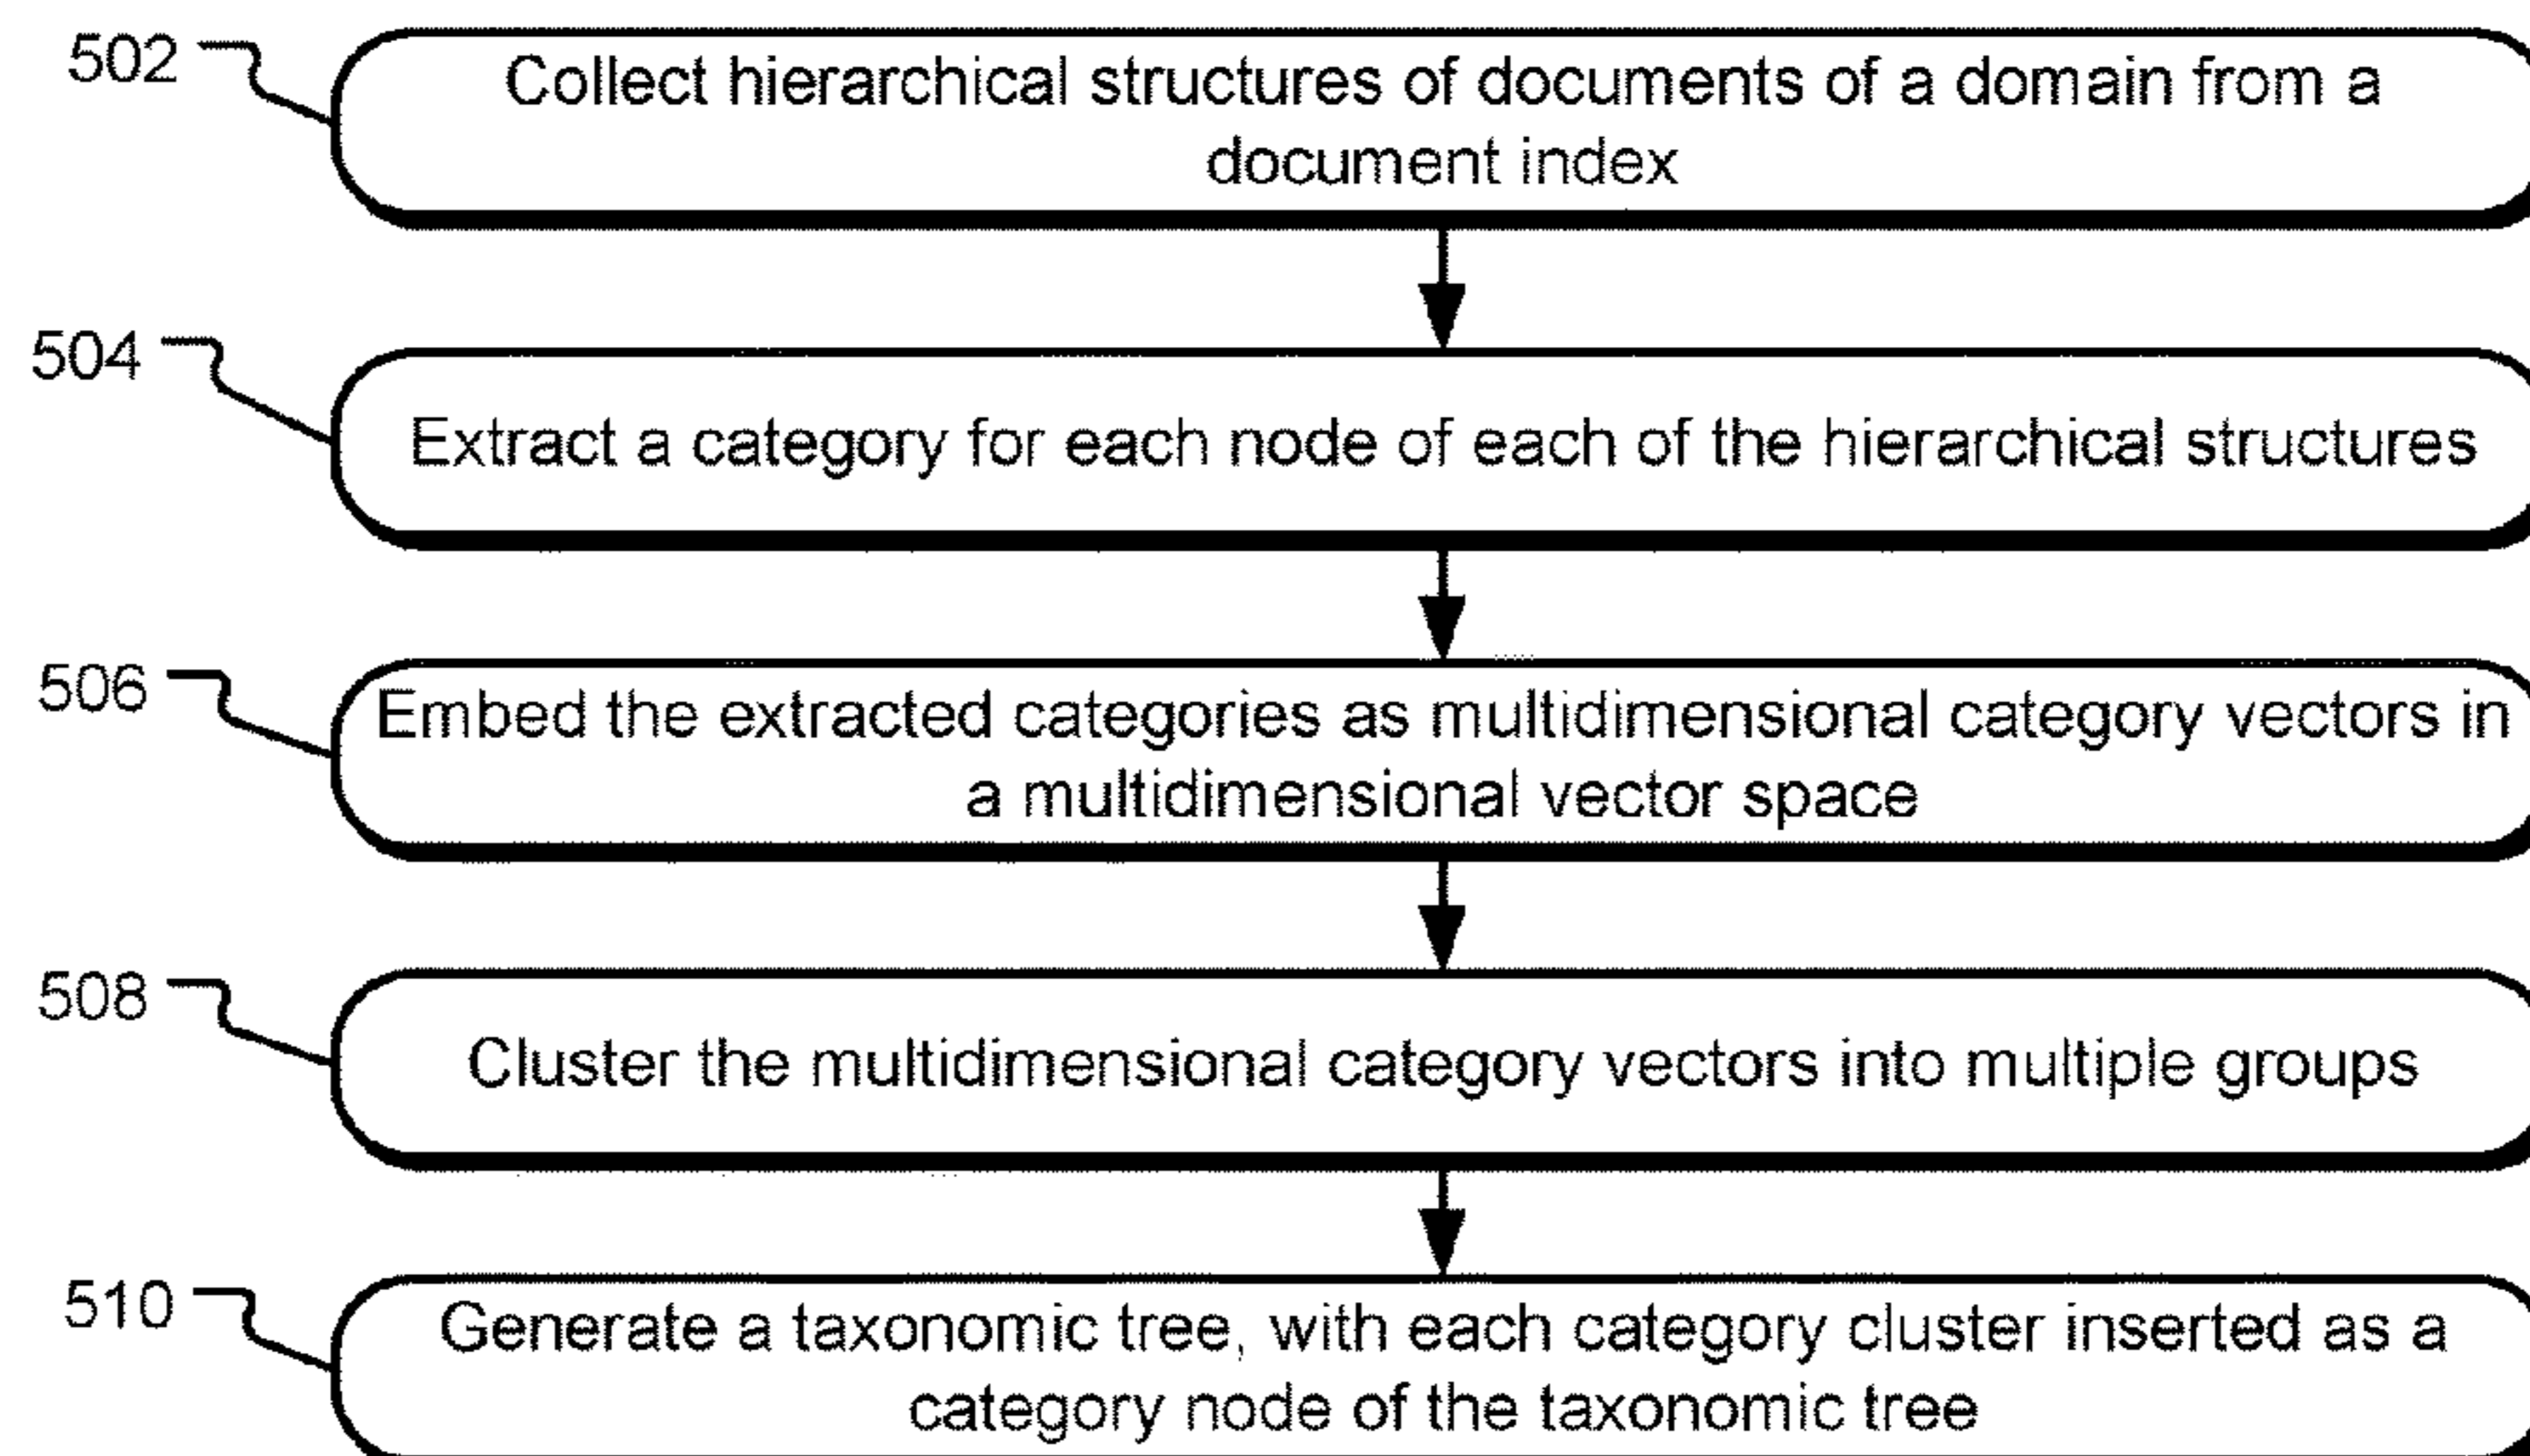 502
Collect hierarchical structures of documents of a domain from a
document index
504
Extract a category for each node of each of the hierarchical structures
506
Embed the extracted categories as multidimensional category vectors in
a multidimensional vector space
508
Cluster the multidimensional category vectors into multiple groups
510
Generate a taxonomic tree, with each category cluster inserted as a
category node of the taxonomic tree